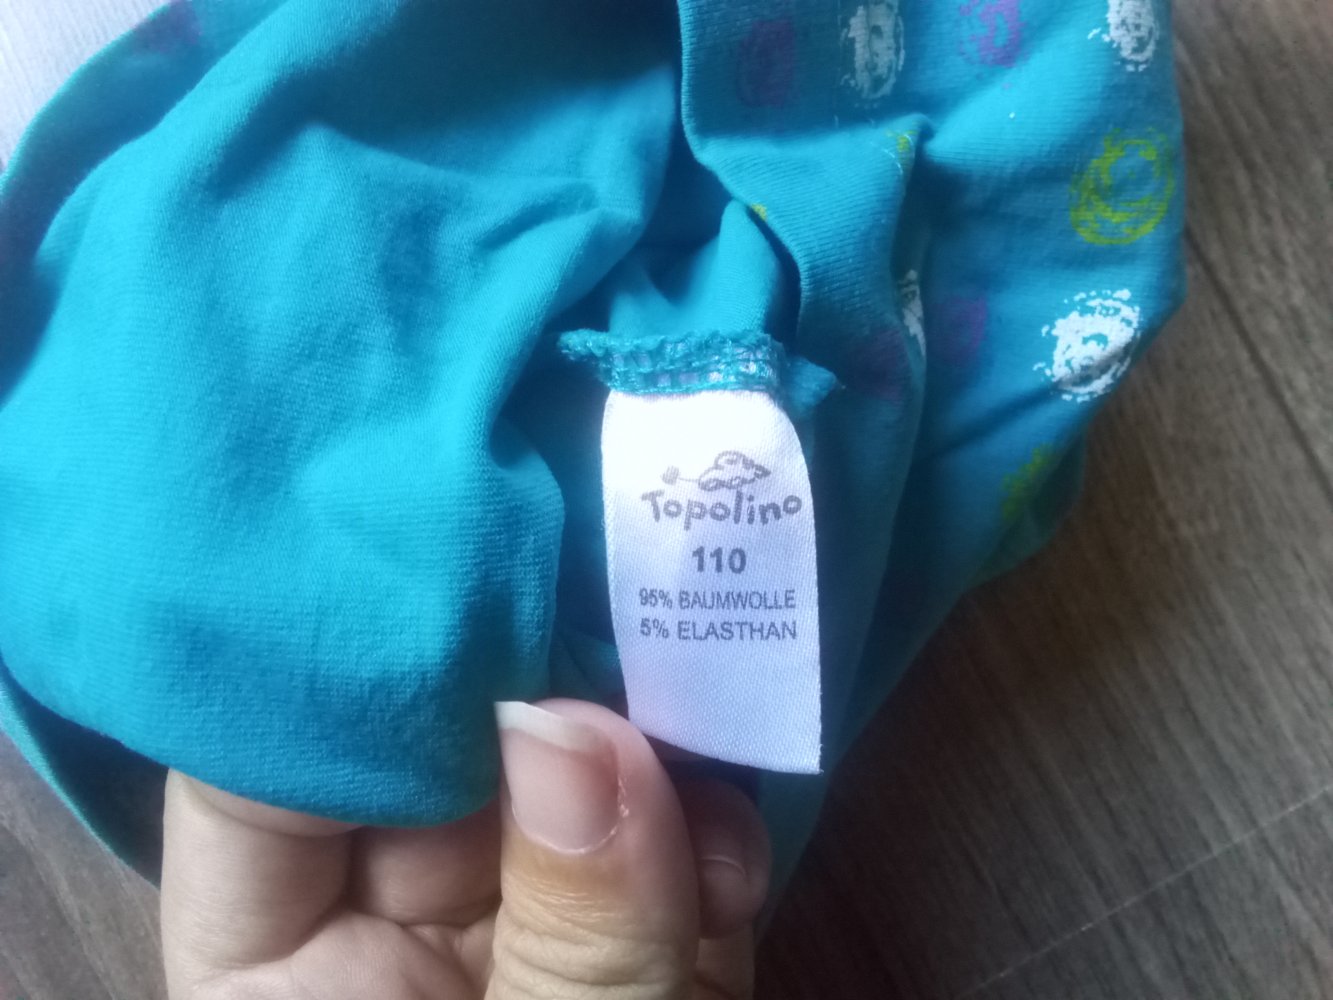 Topolino
110
95% BAUMWOLLE
5% ELASTHAN